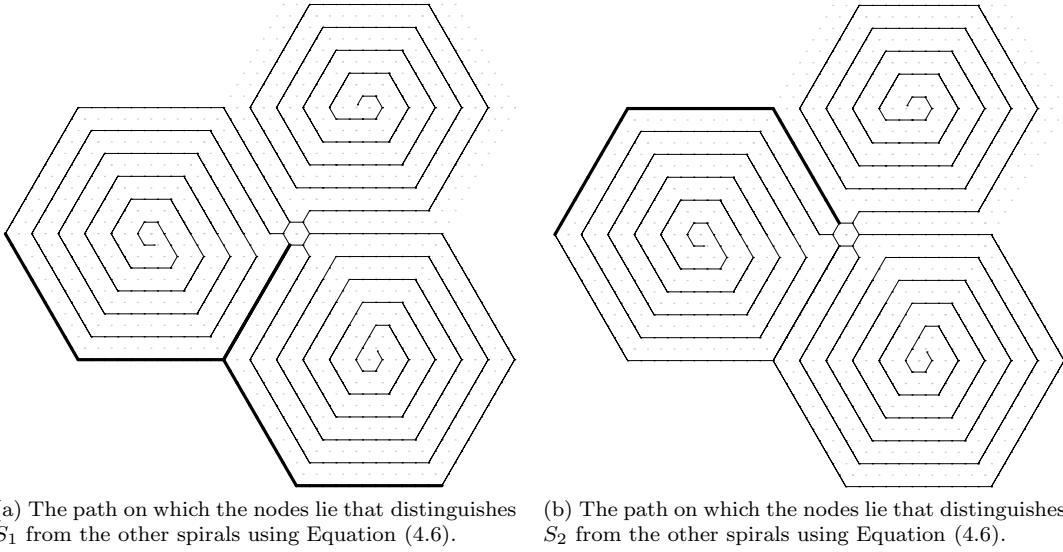 (a) The path on which the nodes lie that distinguishes
S₁ from the other spirals using Equation (4.6).
(b) The path on which the nodes lie that distinguishes
S₂ from the other spirals using Equation (4.6).